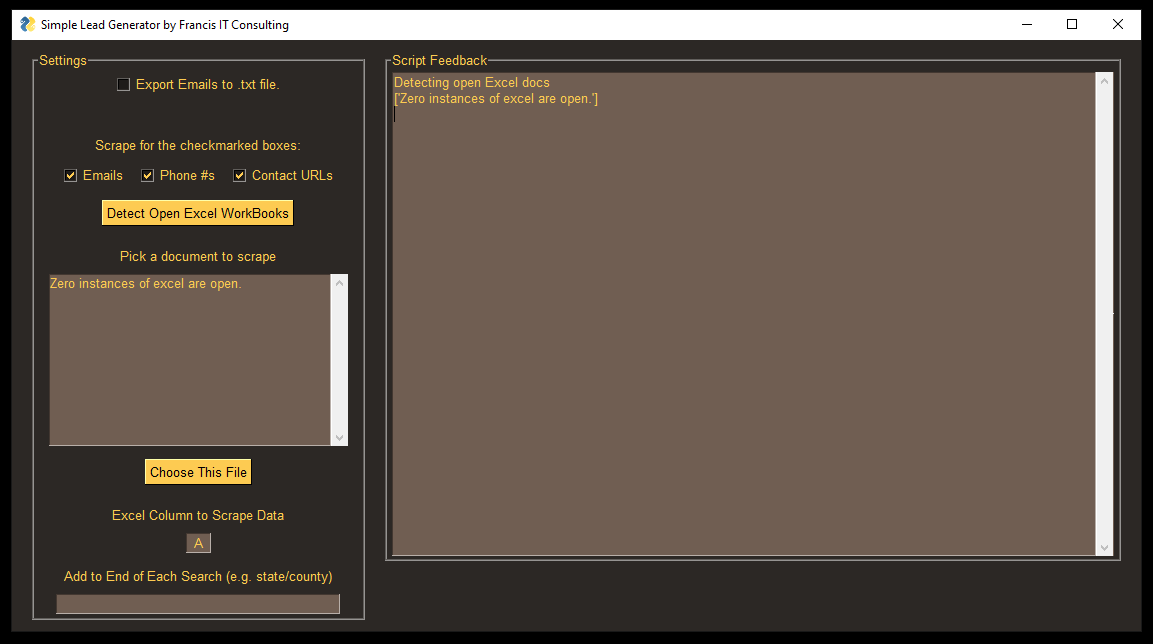 Simple Lead Generator by Francis IT Consulting
Settings
Export Emails to .txt file.
Scrape for the checkmarked boxes:
Emails Phone #s Contact URLs
Detect Open Excel WorkBooks
Pick a document to scrape
Zero instances of excel are open.
Choose This File
Excel Column to Scrape Data
A
Add to End of Each Search (e.g. state/county)
Script Feedback
Detecting open Excel docs
['Zero instances of excel are open.']